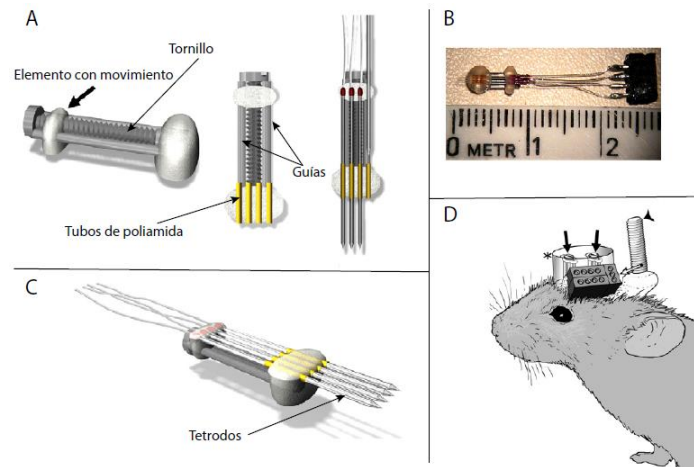 A
Tornillo
Elemento con movimiento
Guías
Tubos de poliamida
B
0 METR 1 2
C
Tetrodos
D
*